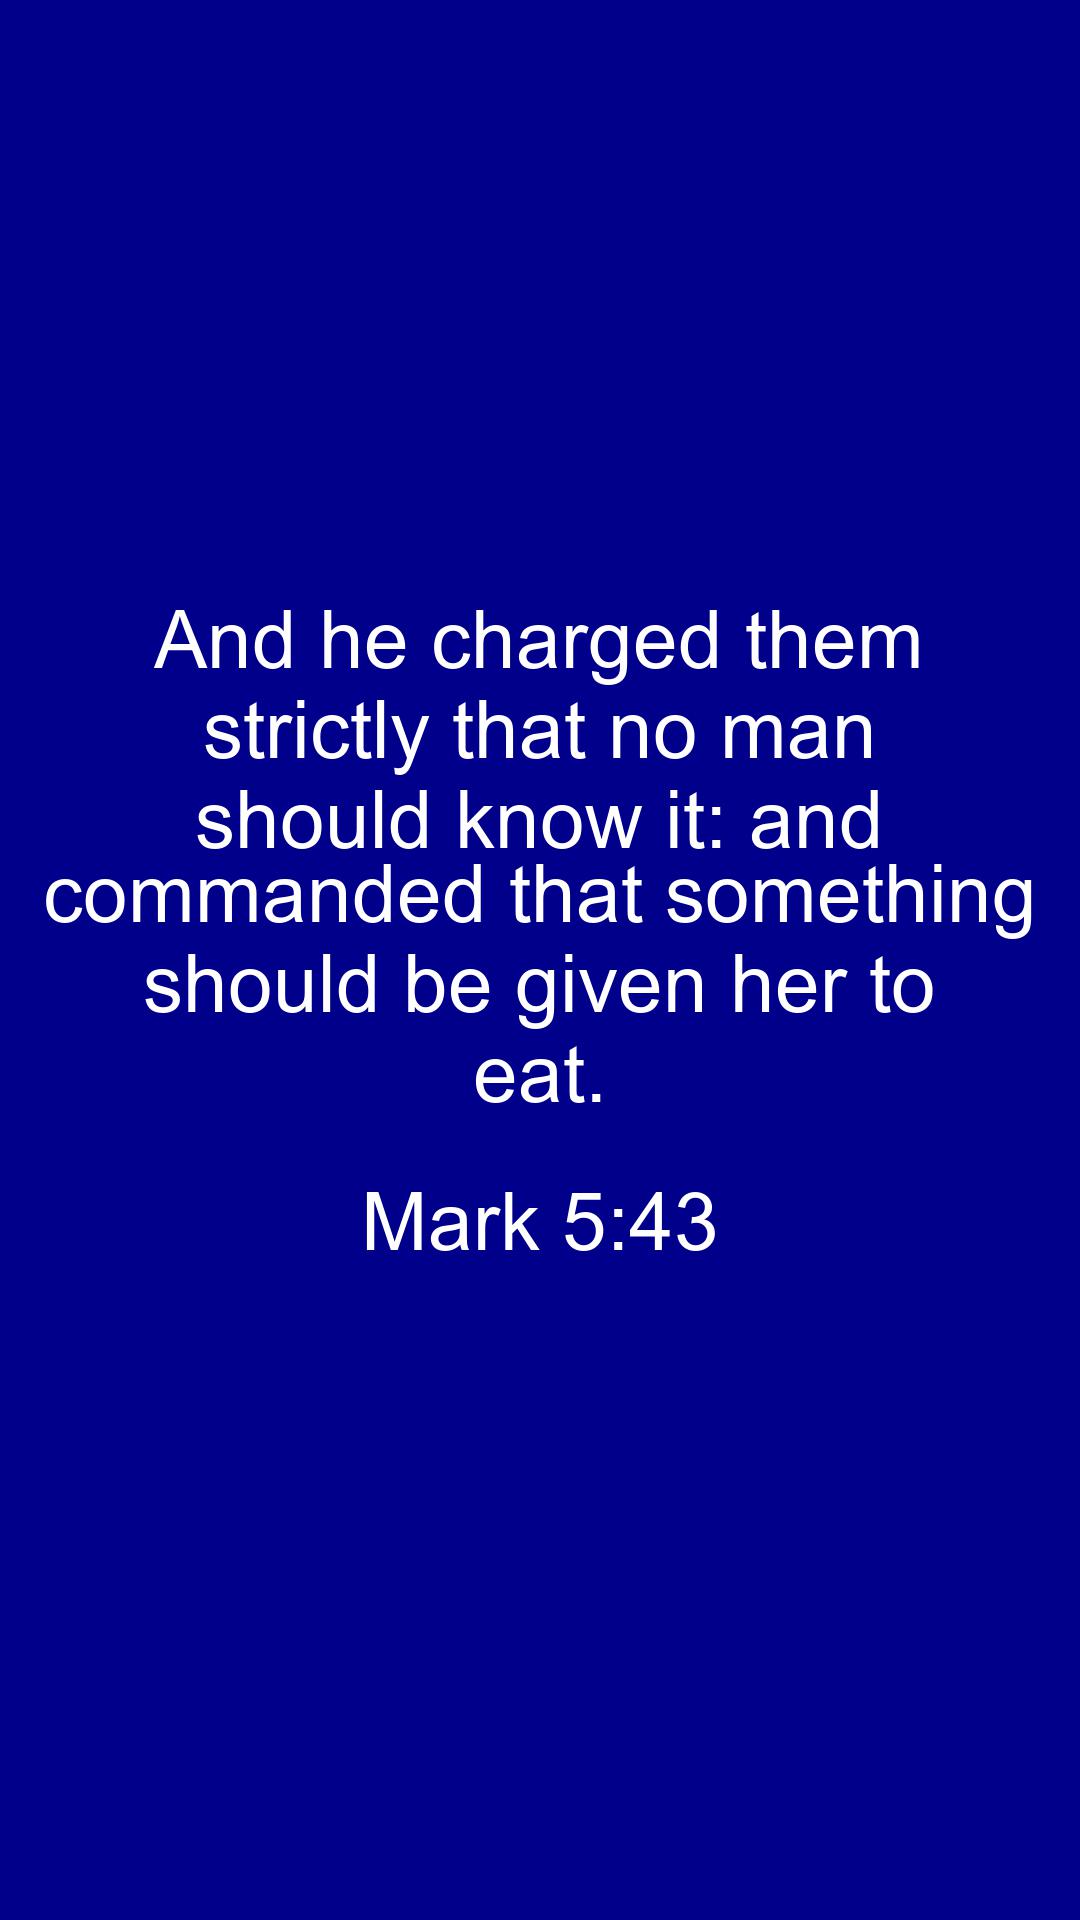 And he charged them
strictly that no man
should know it: and
commanded that something
should be given her to
eat.
Mark 5:43